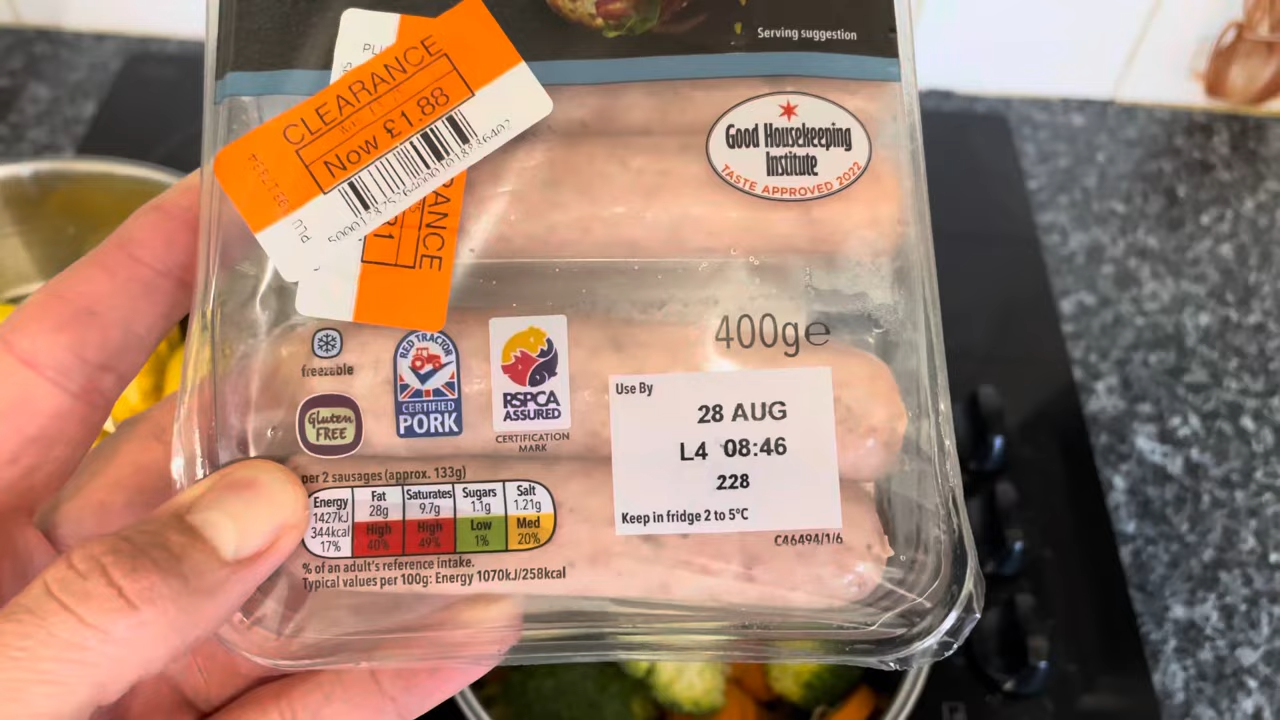 Serving suggestion
PLU
CLEARANCE
Now £1.88
PLU
ANCE
Good Housekeeping
Institute
TASTE APPROVED 2022
400g℮
freezable
Gluten
FREE
RED TRACTOR
CERTIFIED
PORK
RSPCA
ASSURED
CERTIFICATION
MARK
Use By
28 AUG
L4 08:46
228
Keep in fridge 2 to 5°C
C46494/1/6
per 2 sausages (approx. 133g)
Energy Fat Saturates Sugars Salt
1427kJ 28g 9.7g 1.1g 1.21g
344kcal High High Low Med
17% 40% 49% 1% 20%
% of an adult's reference intake.
Typical values per 100g: Energy 1070kJ/258kcal